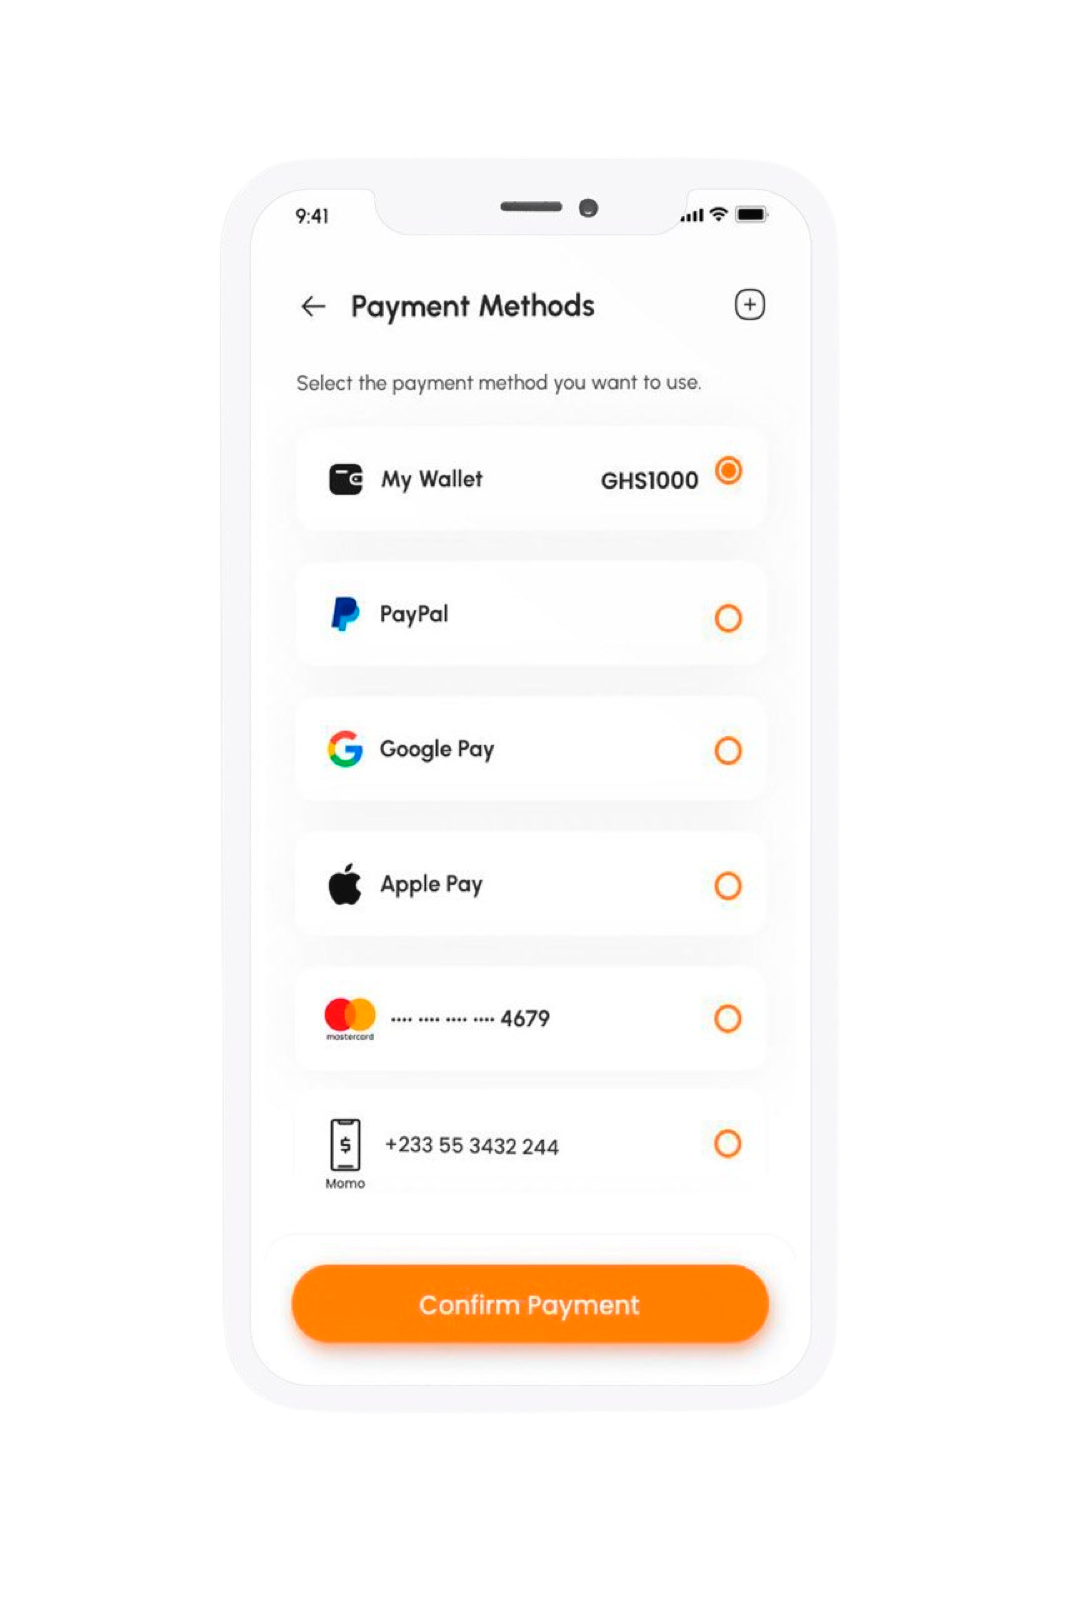 9:41
Payment Methods
Select the payment method you want to use.
My Wallet GHS1000
PayPal
Google Pay
Apple Pay
mastercard
···· ···· ···· ···· 4679
$
+233 55 3432 244
Momo
Confirm Payment